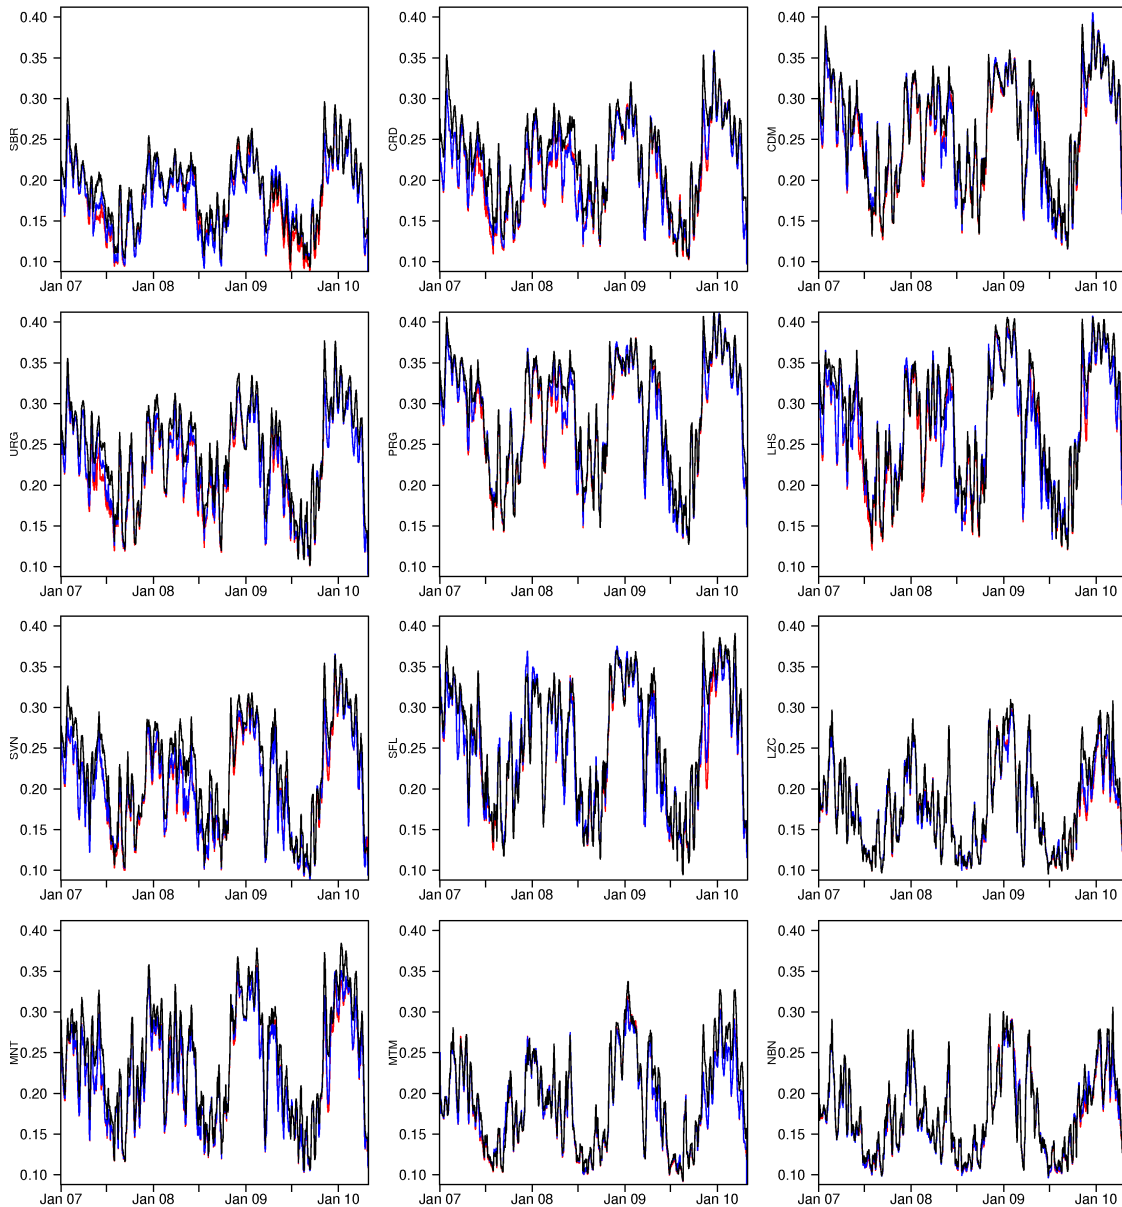 0.40 0.35 0.30 0.25 0.20 0.15 0.10 SBR Jan 07 Jan 08 Jan 09 Jan 10
0.40 0.35 0.30 0.25 0.20 0.15 0.10 CRD Jan 07 Jan 08 Jan 09 Jan 10
0.40 0.35 0.30 0.25 0.20 0.15 0.10 CDM Jan 07 Jan 08 Jan 09 Jan 10
0.40 0.35 0.30 0.25 0.20 0.15 0.10 URG Jan 07 Jan 08 Jan 09 Jan 10
0.40 0.35 0.30 0.25 0.20 0.15 0.10 PRG Jan 07 Jan 08 Jan 09 Jan 10
0.40 0.35 0.30 0.25 0.20 0.15 0.10 LHS Jan 07 Jan 08 Jan 09 Jan 10
0.40 0.35 0.30 0.25 0.20 0.15 0.10 SVN Jan 07 Jan 08 Jan 09 Jan 10
0.40 0.35 0.30 0.25 0.20 0.15 0.10 SFL Jan 07 Jan 08 Jan 09 Jan 10
0.40 0.35 0.30 0.25 0.20 0.15 0.10 LZC Jan 07 Jan 08 Jan 09 Jan 10
0.40 0.35 0.30 0.25 0.20 0.15 0.10 MNT Jan 07 Jan 08 Jan 09 Jan 10
0.40 0.35 0.30 0.25 0.20 0.15 0.10 MTM Jan 07 Jan 08 Jan 09 Jan 10
0.40 0.35 0.30 0.25 0.20 0.15 0.10 NBN Jan 07 Jan 08 Jan 09 Jan 10